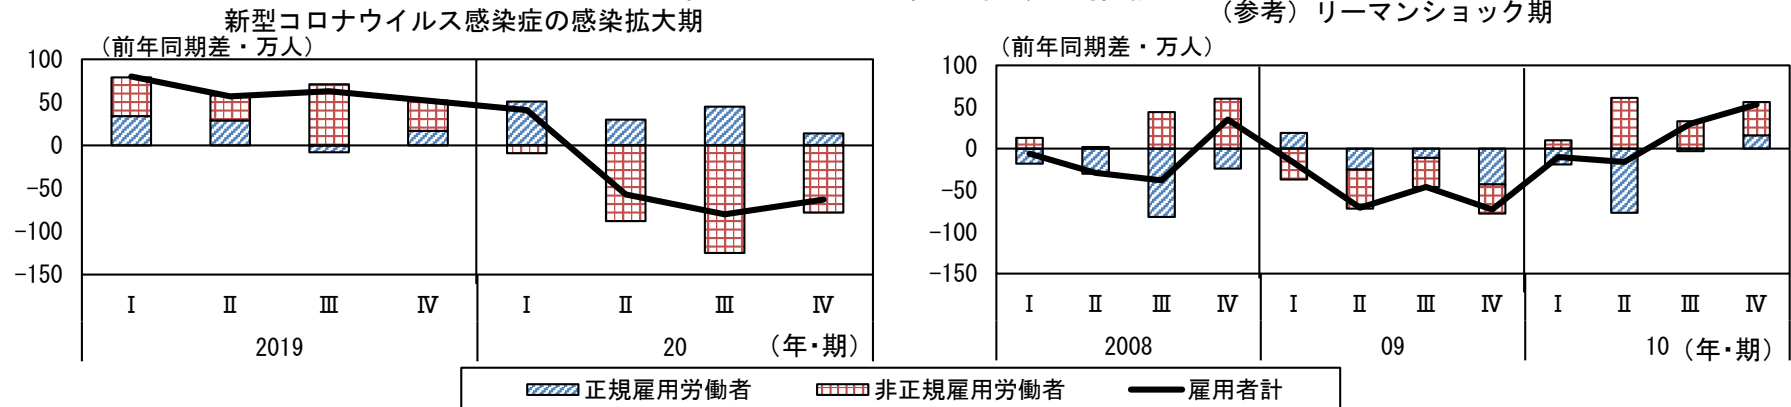 新型コロナウイルス感染症の感染拡大期
(前年同期差・万人)
100
50
0
-50
-100
-150
Ⅰ Ⅱ Ⅲ Ⅳ Ⅰ Ⅱ Ⅲ Ⅳ
2019 20 (年・期)
(参考)リーマンショック期
(前年同期差・万人)
100
50
0
-50
-100
-150
Ⅰ Ⅱ Ⅲ Ⅳ Ⅰ Ⅱ Ⅲ Ⅳ Ⅰ Ⅱ Ⅲ Ⅳ
2008 09 10 (年・期)
正規雇用労働者 非正規雇用労働者 雇用者計